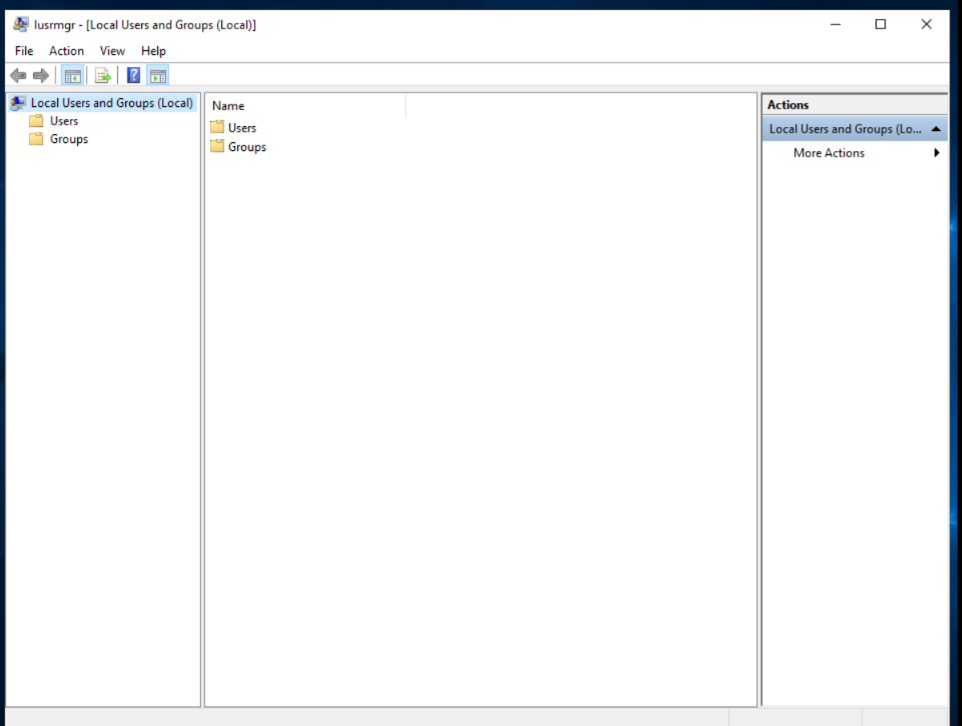 lusrmgr - [Local Users and Groups (Local)]
File Action View Help
?
Local Users and Groups (Local)
Users
Groups
Name
Users
Groups
Actions
Local Users and Groups (Lo...
More Actions